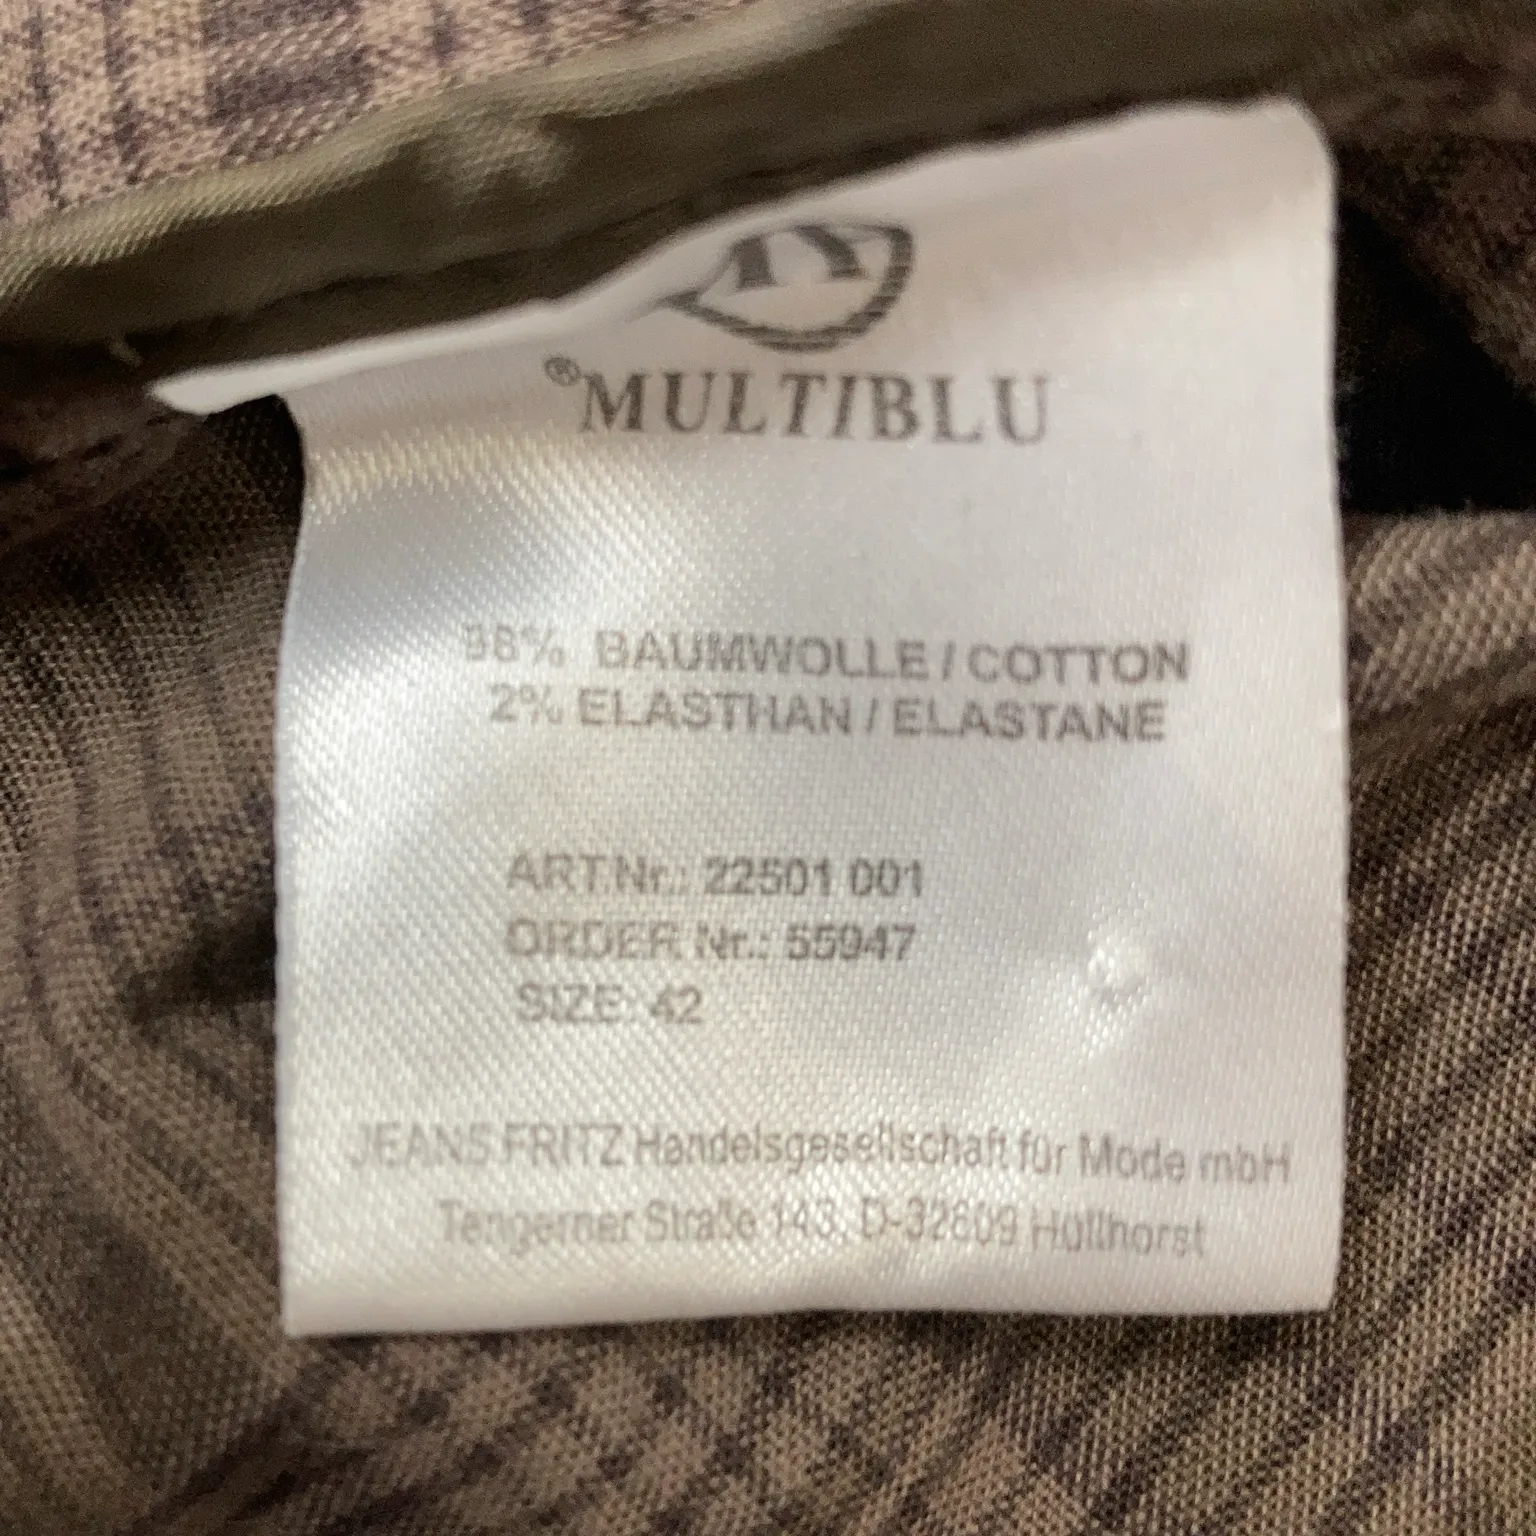 ®MULTIBLU
98% BAUMWOLLE / COTTON
2% ELASTHAN / ELASTANE
ART.Nr.: 22501 001
ORDER Nr.: 55947
SIZE: 42
JEANS FRITZ Handelsgesellschaft für Mode mbH
Tengerner Straße 143, D-32609 Hüllhorst